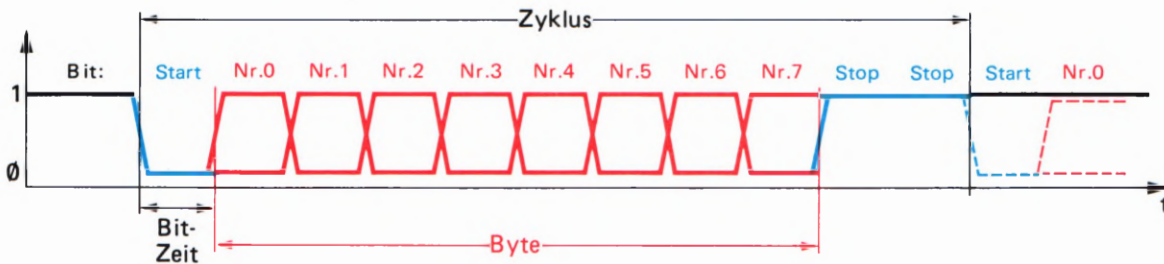 Zyklus
Bit: Start Nr.0 Nr.1 Nr.2 Nr.3 Nr.4 Nr.5 Nr.6 Nr.7 Stop Stop Start Nr.0
1
Ø
t
Bit-
Zeit
Byte